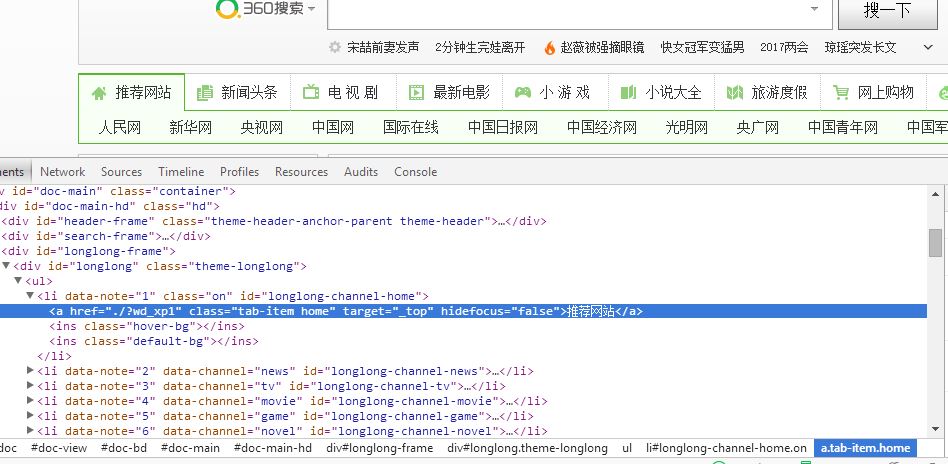 360搜索 搜一下
宋喆前妻发声 2分钟生完娃离开 赵薇被强摘眼镜 快女冠军变猛男 2017两会 琼瑶突发长文
推荐网站 新闻头条 电 视 剧 最新电影 小 游 戏 小说大全 旅游度假 网上购物
人民网 新华网 央视网 中国网 国际在线 中国日报网 中国经济网 光明网 央广网 中国青年网 中国军
ements Network Sources Timeline Profiles Resources Audits Console
v id="doc-main" class="container">
div id="doc-main-hd" class="hd">
<div id="header-frame" class="theme-header-anchor-parent theme-header">…</div>
<div id="search-frame">…</div>
<div id="longlong-frame">
▼<div id="longlong" class="theme-longlong">
▼<ul>
▼<li data-note="1" class="on" id="longlong-channel-home">
<a href="./?wd_xp1" class="tab-item home" target="_top" hidefocus="false">推荐网站</a>
<ins class="hover-bg"></ins>
<ins class="default-bg"></ins>
</li>
▶<li data-note="2" data-channel="news" id="longlong-channel-news">…</li>
▶<li data-note="3" data-channel="tv" id="longlong-channel-tv">…</li>
▶<li data-note="4" data-channel="movie" id="longlong-channel-movie">…</li>
▶<li data-note="5" data-channel="game" id="longlong-channel-game">…</li>
▶<li data-note="6" data-channel="novel" id="longlong-channel-novel">…</li>
doc #doc-view #doc-bd #doc-main #doc-main-hd div#longlong-frame div#longlong.theme-longlong ul li#longlong-channel-home.on a.tab-item.home